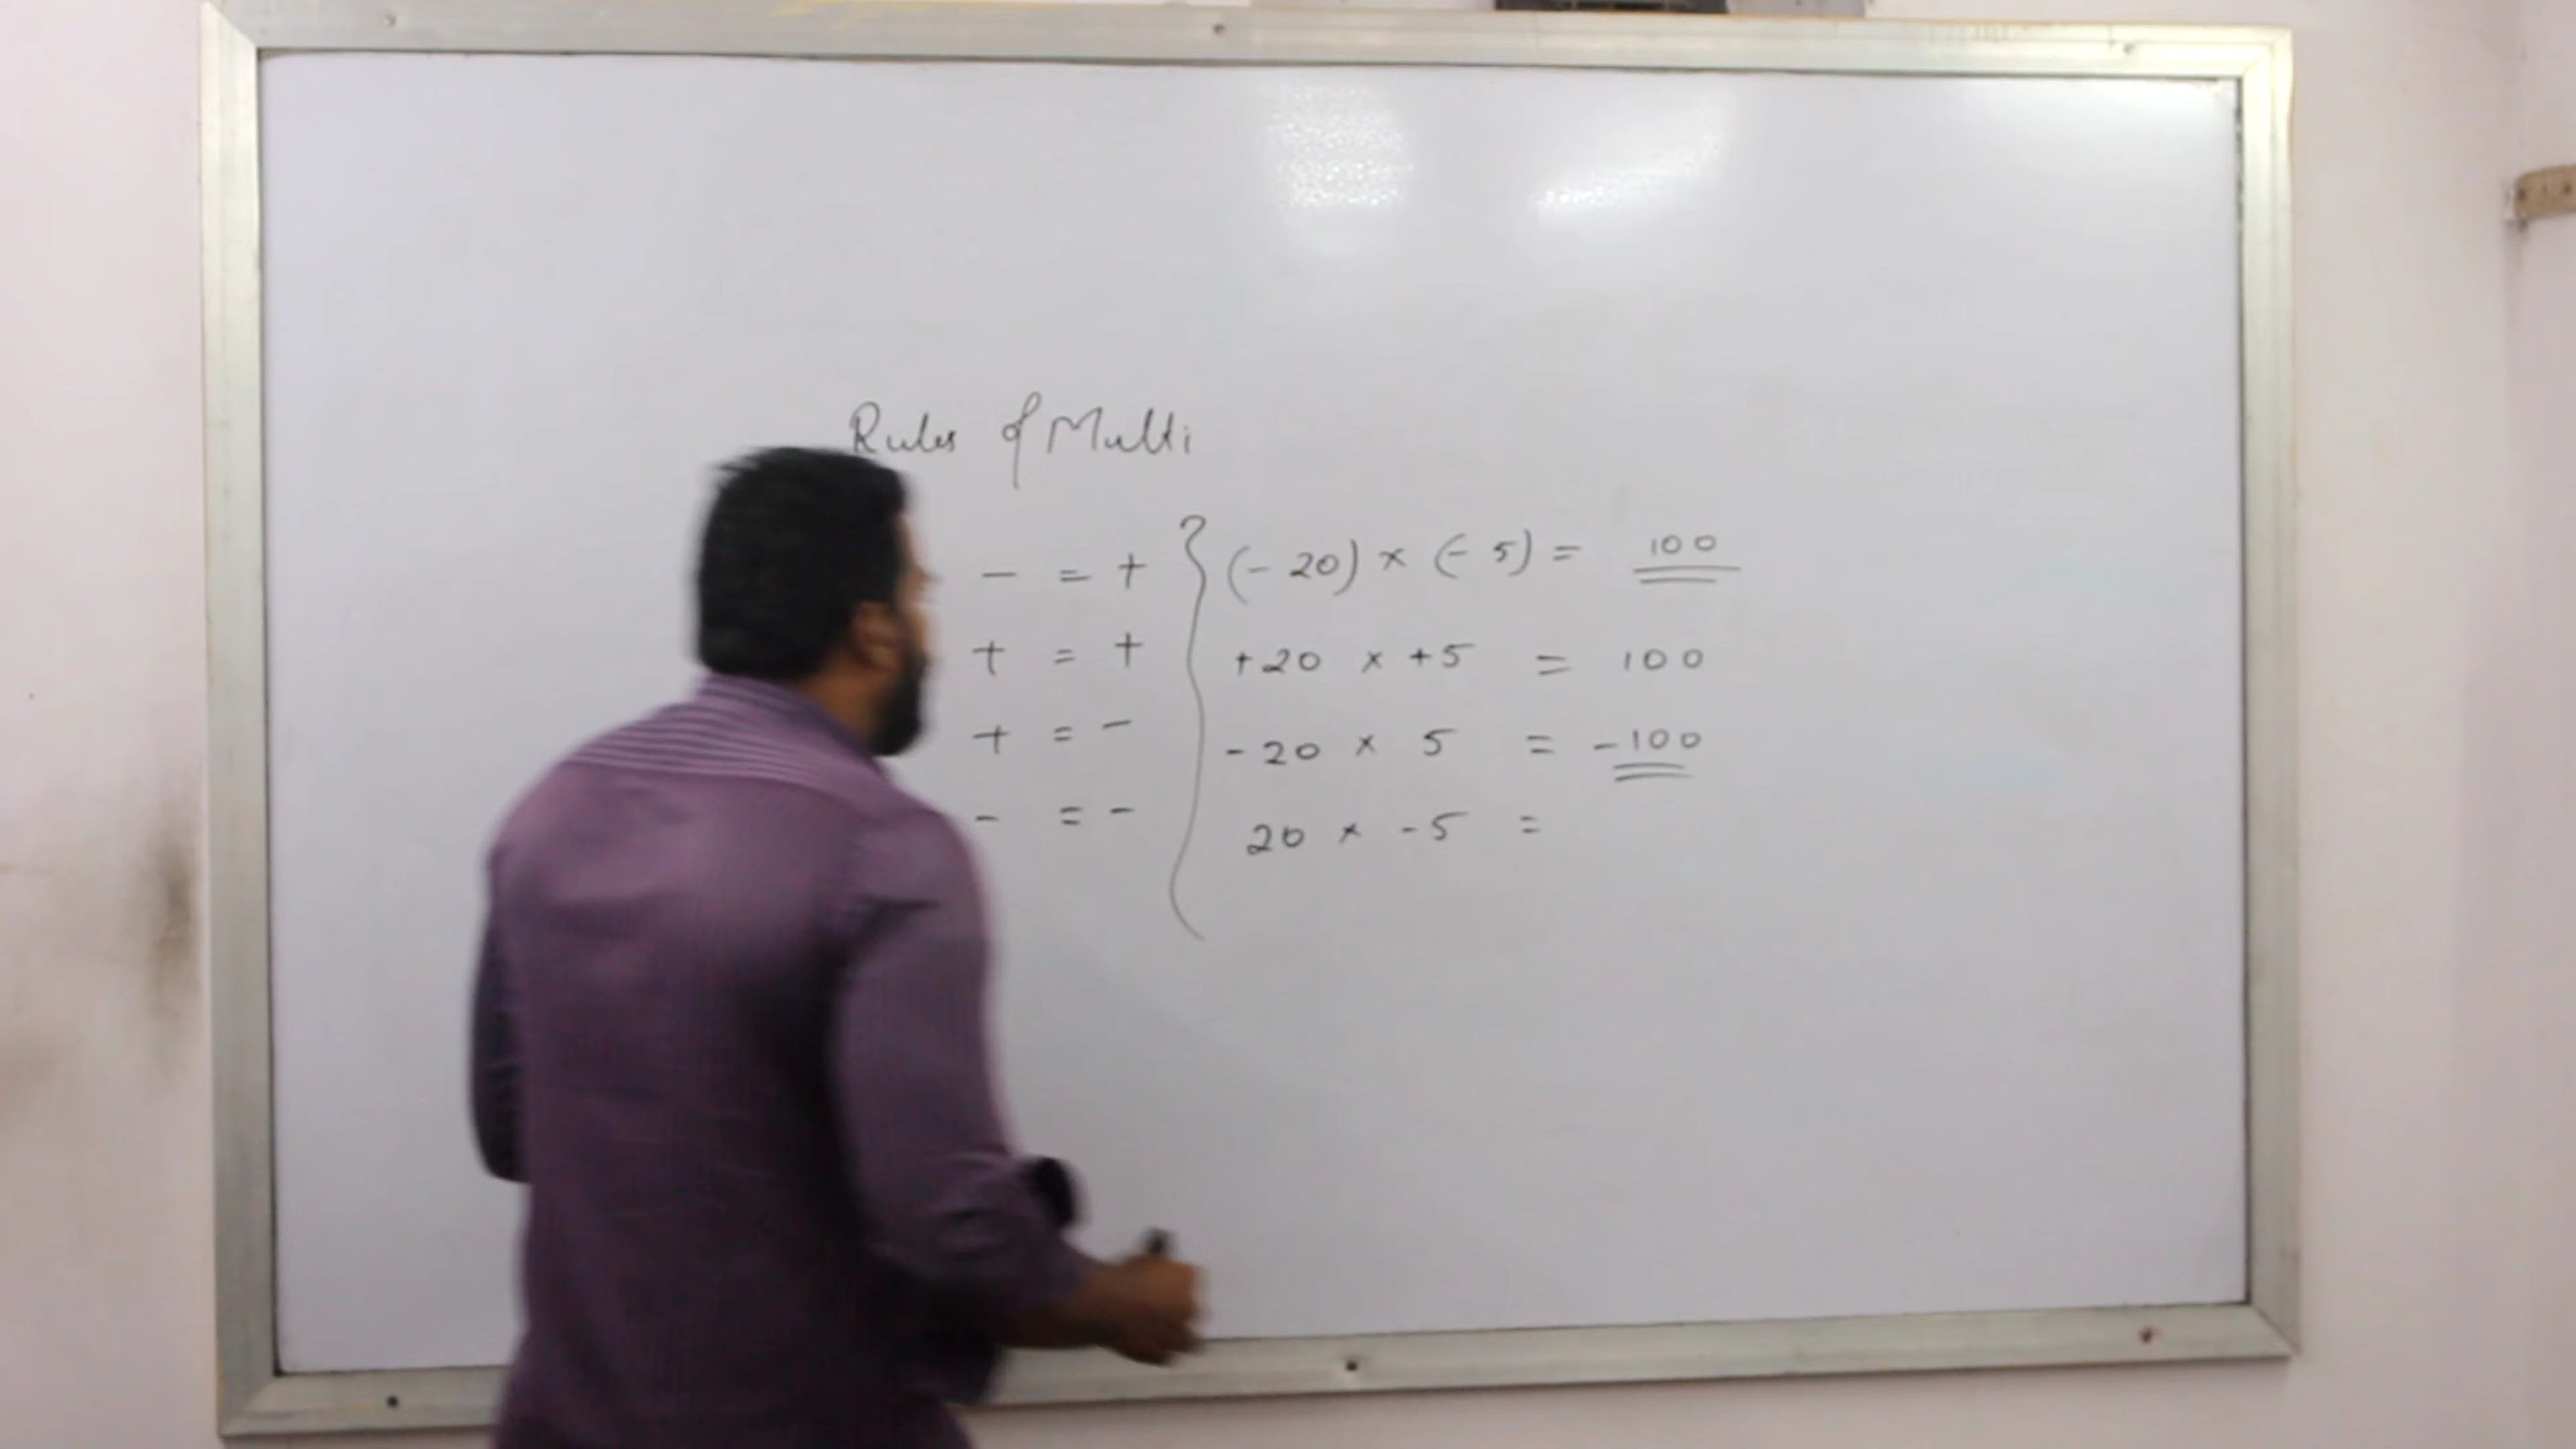 Rules of Multi
- = + (-20) × (-5) = 100
+ = + +20 × +5 = 100
+ = - -20 × 5 = -100
- = - 20 × -5 =